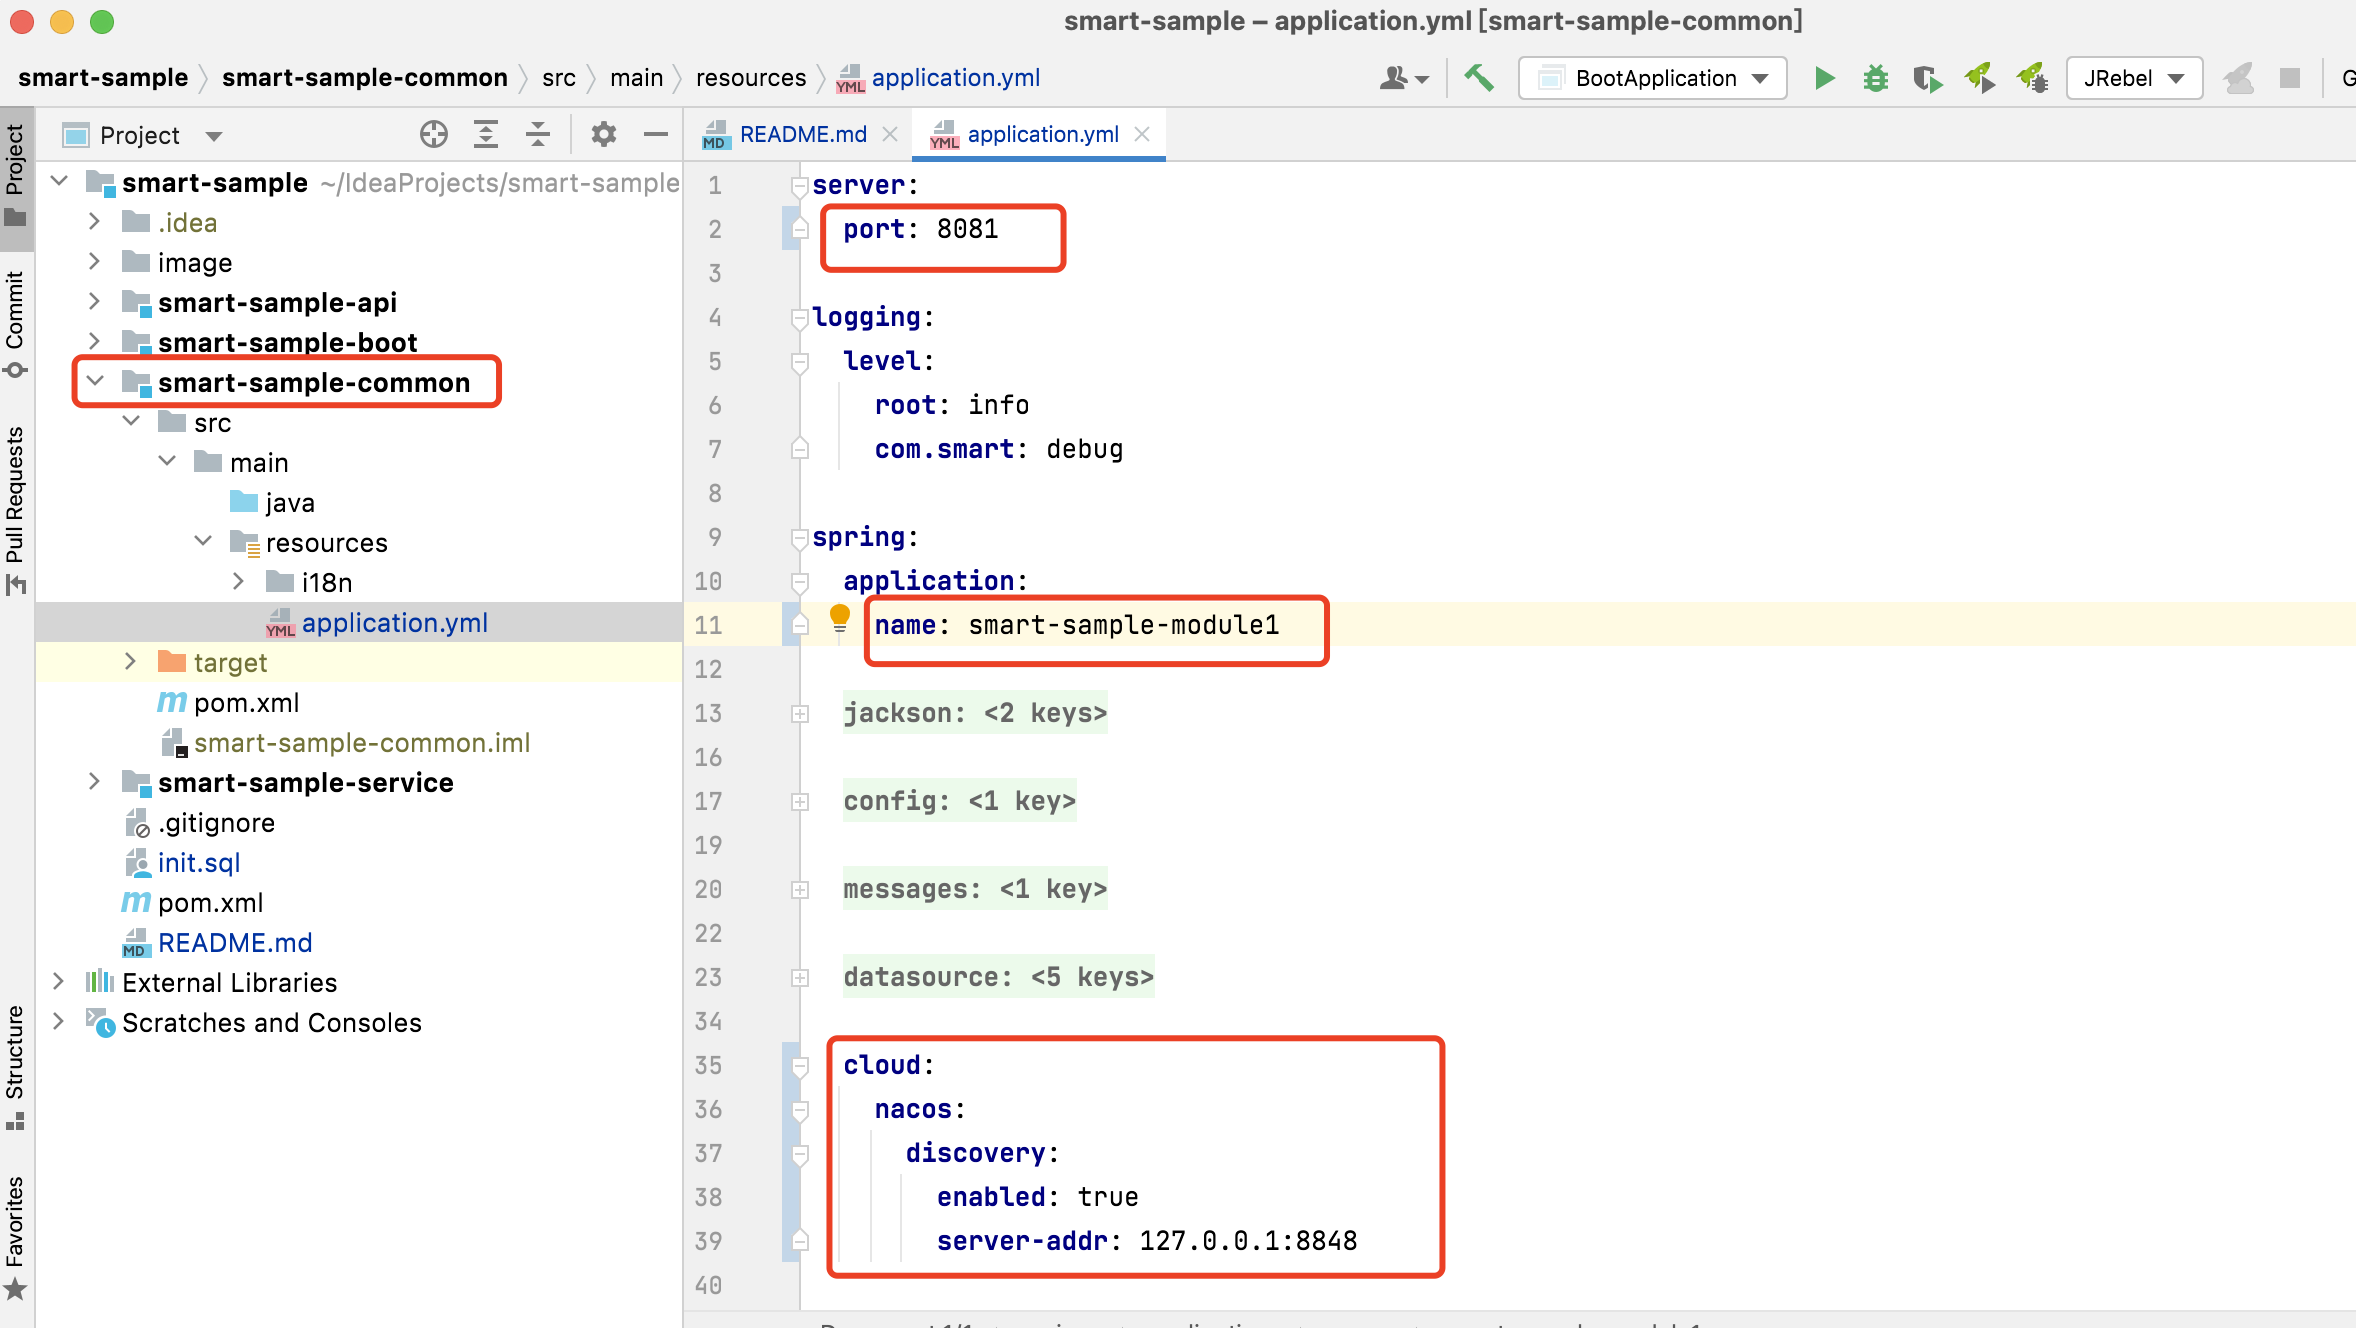 smart-sample – application.yml [smart-sample-common]
smart-sample smart-sample-common src main resources application.yml
BootApplication
JRebel
Project
README.md
application.yml
Project
Commit
Pull Requests
Structure
Favorites
smart-sample ~/IdeaProjects/smart-sample
.idea
image
smart-sample-api
smart-sample-boot
smart-sample-common
src
main
java
resources
i18n
YML application.yml
target
pom.xml
smart-sample-common.iml
smart-sample-service
.gitignore
init.sql
pom.xml
MD README.md
External Libraries
Scratches and Consoles
1 server:
2 port: 8081
3
4 logging:
5 level:
6 root: info
7 com.smart: debug
8
9 spring:
10 application:
11 name: smart-sample-module1
12
13 jackson: <2 keys>
16
17 config: <1 key>
19
20 messages: <1 key>
22
23 datasource: <5 keys>
34
35 cloud:
36 nacos:
37 discovery:
38 enabled: true
39 server-addr: 127.0.0.1:8848
40